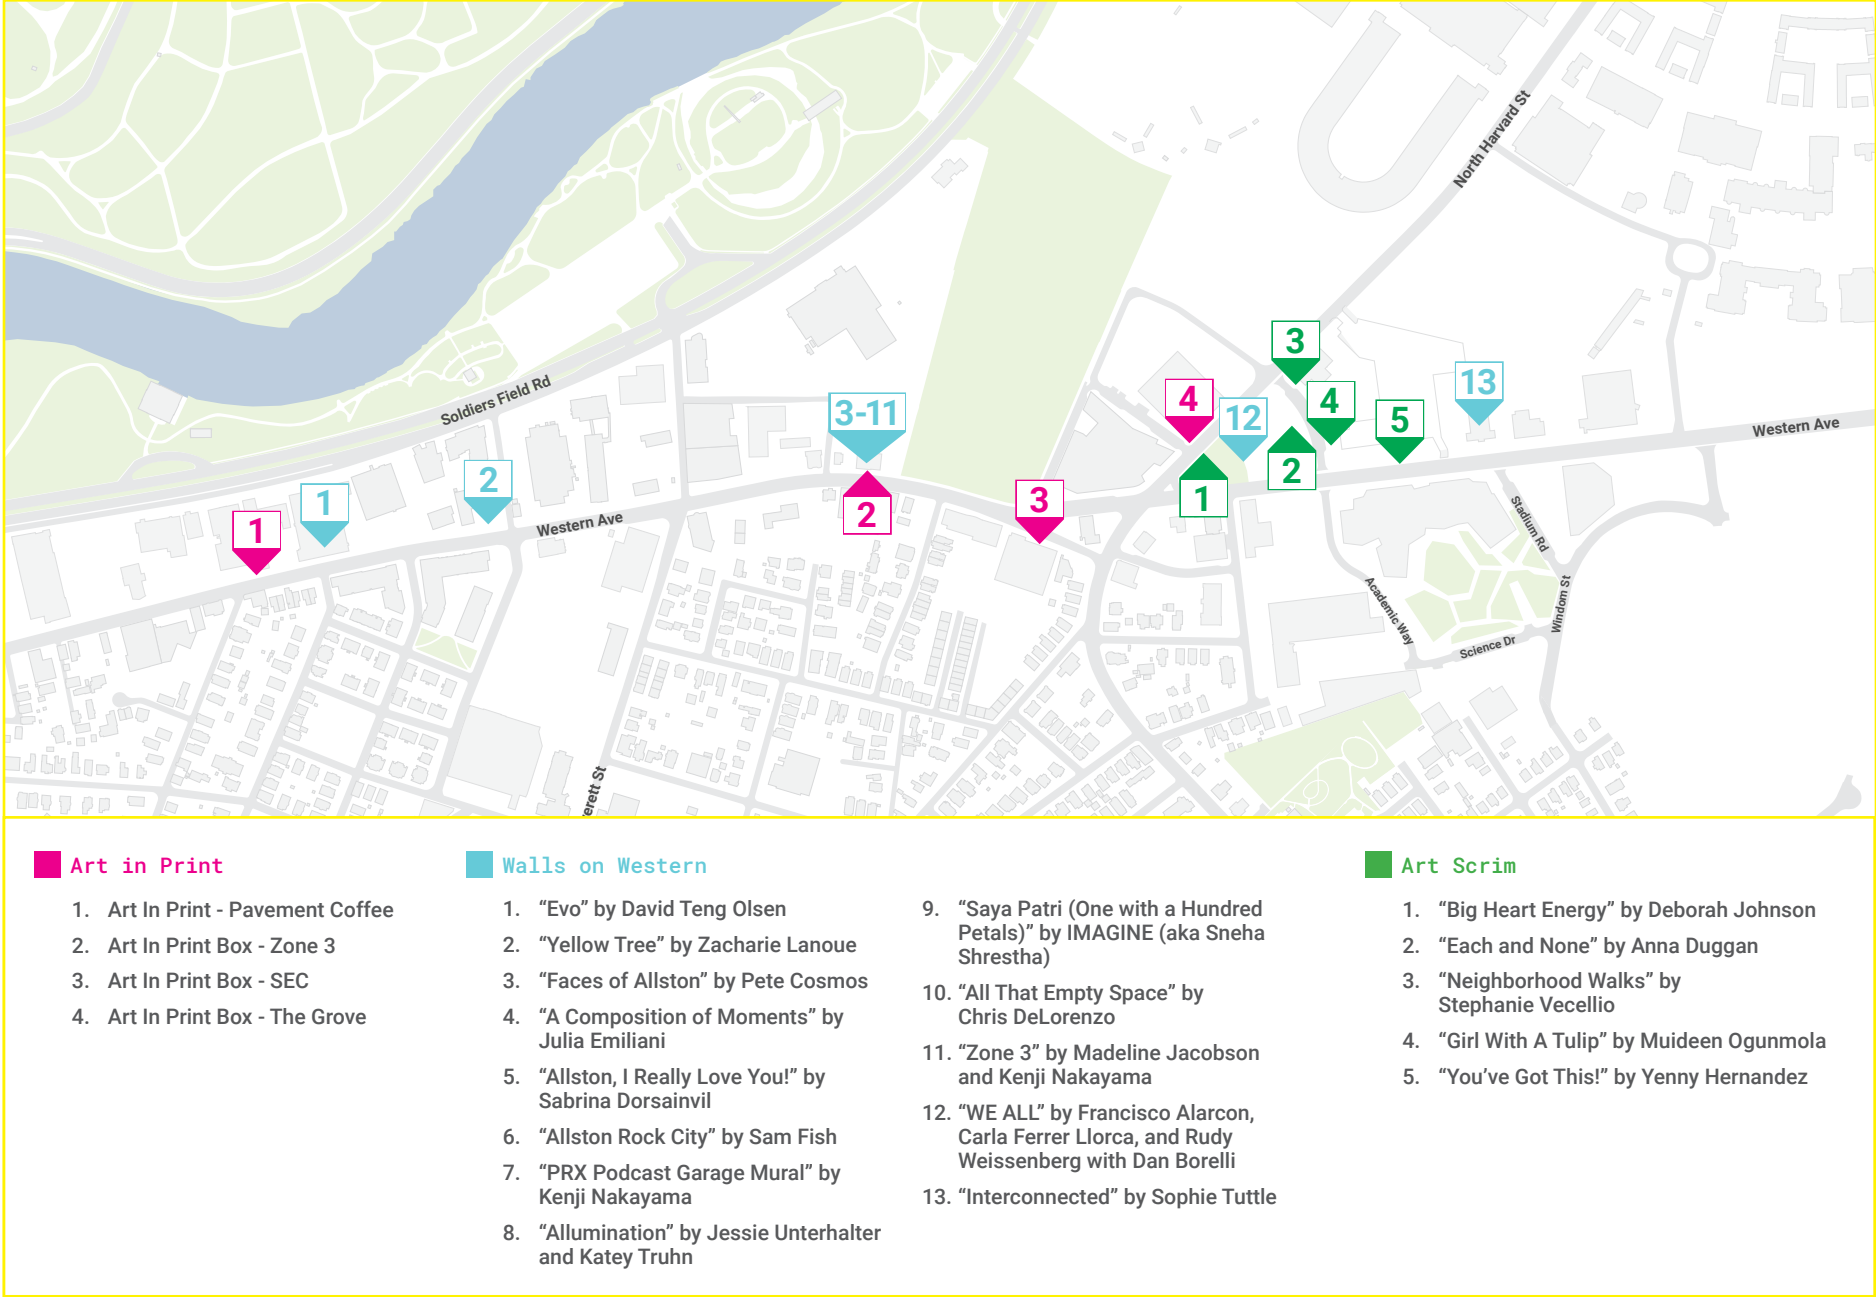 North Harvard St
3
4
13
3-11
4
12
5
Soldiers Field Rd
Western Ave
2
1
2
3
1
1
Western Ave
2
Stadium Rd
Academic Way
Windom St
Science Dr
erett St
Art in Print
1. Art In Print - Pavement Coffee
2. Art In Print Box - Zone 3
3. Art In Print Box - SEC
4. Art In Print Box - The Grove
Walls on Western
1. “Evo” by David Teng Olsen
2. “Yellow Tree” by Zacharie Lanoue
3. “Faces of Allston” by Pete Cosmos
4. “A Composition of Moments” by
Julia Emiliani
5. “Allston, I Really Love You!” by
Sabrina Dorsainvil
6. “Allston Rock City” by Sam Fish
7. “PRX Podcast Garage Mural” by
Kenji Nakayama
8. “Allumination” by Jessie Unterhalter
and Katey Truhn
9. “Saya Patri (One with a Hundred
Petals)” by IMAGINE (aka Sneha
Shrestha)
10. “All That Empty Space” by
Chris DeLorenzo
11. “Zone 3” by Madeline Jacobson
and Kenji Nakayama
12. “WE ALL” by Francisco Alarcon,
Carla Ferrer Llorca, and Rudy
Weissenberg with Dan Borelli
13. “Interconnected” by Sophie Tuttle
Art Scrim
1. “Big Heart Energy” by Deborah Johnson
2. “Each and None” by Anna Duggan
3. “Neighborhood Walks” by
Stephanie Vecellio
4. “Girl With A Tulip” by Muideen Ogunmola
5. “You’ve Got This!” by Yenny Hernandez